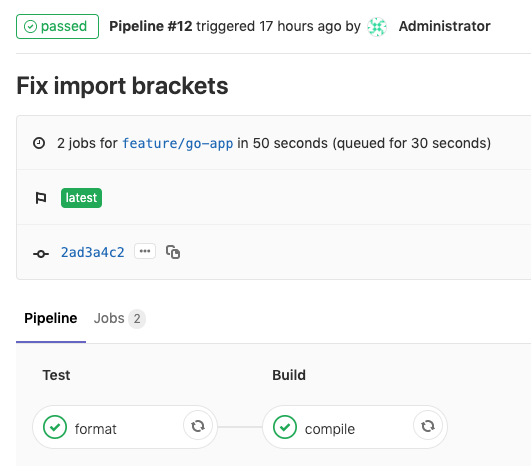 passed Pipeline #12 triggered 17 hours ago by Administrator
Fix import brackets
2 jobs for feature/go-app in 50 seconds (queued for 30 seconds)
latest
2ad3a4c2
Pipeline Jobs 2
Test Build
format compile